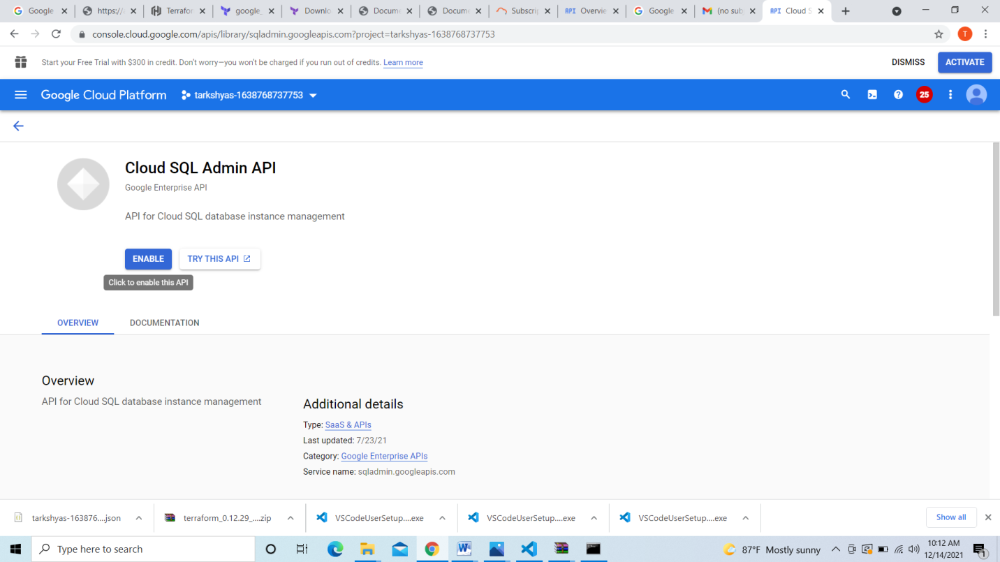 Google
https://
Terrafor
google_
Downlo
Docume
Docume
Subscrip
API Overvie
Google
(no sub
API Cloud S
console.cloud.google.com/apis/library/sqladmin.googleapis.com?project=tarkshyas-1638768737753
T
Start your Free Trial with $300 in credit. Don't worry—you won't be charged if you run out of credits. Learn more
DISMISS
ACTIVATE
Google Cloud Platform
tarkshyas-1638768737753
25
Cloud SQL Admin API
Google Enterprise API
API for Cloud SQL database instance management
ENABLE
TRY THIS API
Click to enable this API
OVERVIEW
DOCUMENTATION
Overview
API for Cloud SQL database instance management
Additional details
Type: SaaS & APIs
Last updated: 7/23/21
Category: Google Enterprise APIs
Service name: sqladmin.googleapis.com
tarkshyas-163876....json
terraform_0.12.29_....zip
VSCodeUserSetup....exe
VSCodeUserSetup....exe
VSCodeUserSetup....exe
Show all
Type here to search
87°F Mostly sunny
10:12 AM
12/14/2021
1